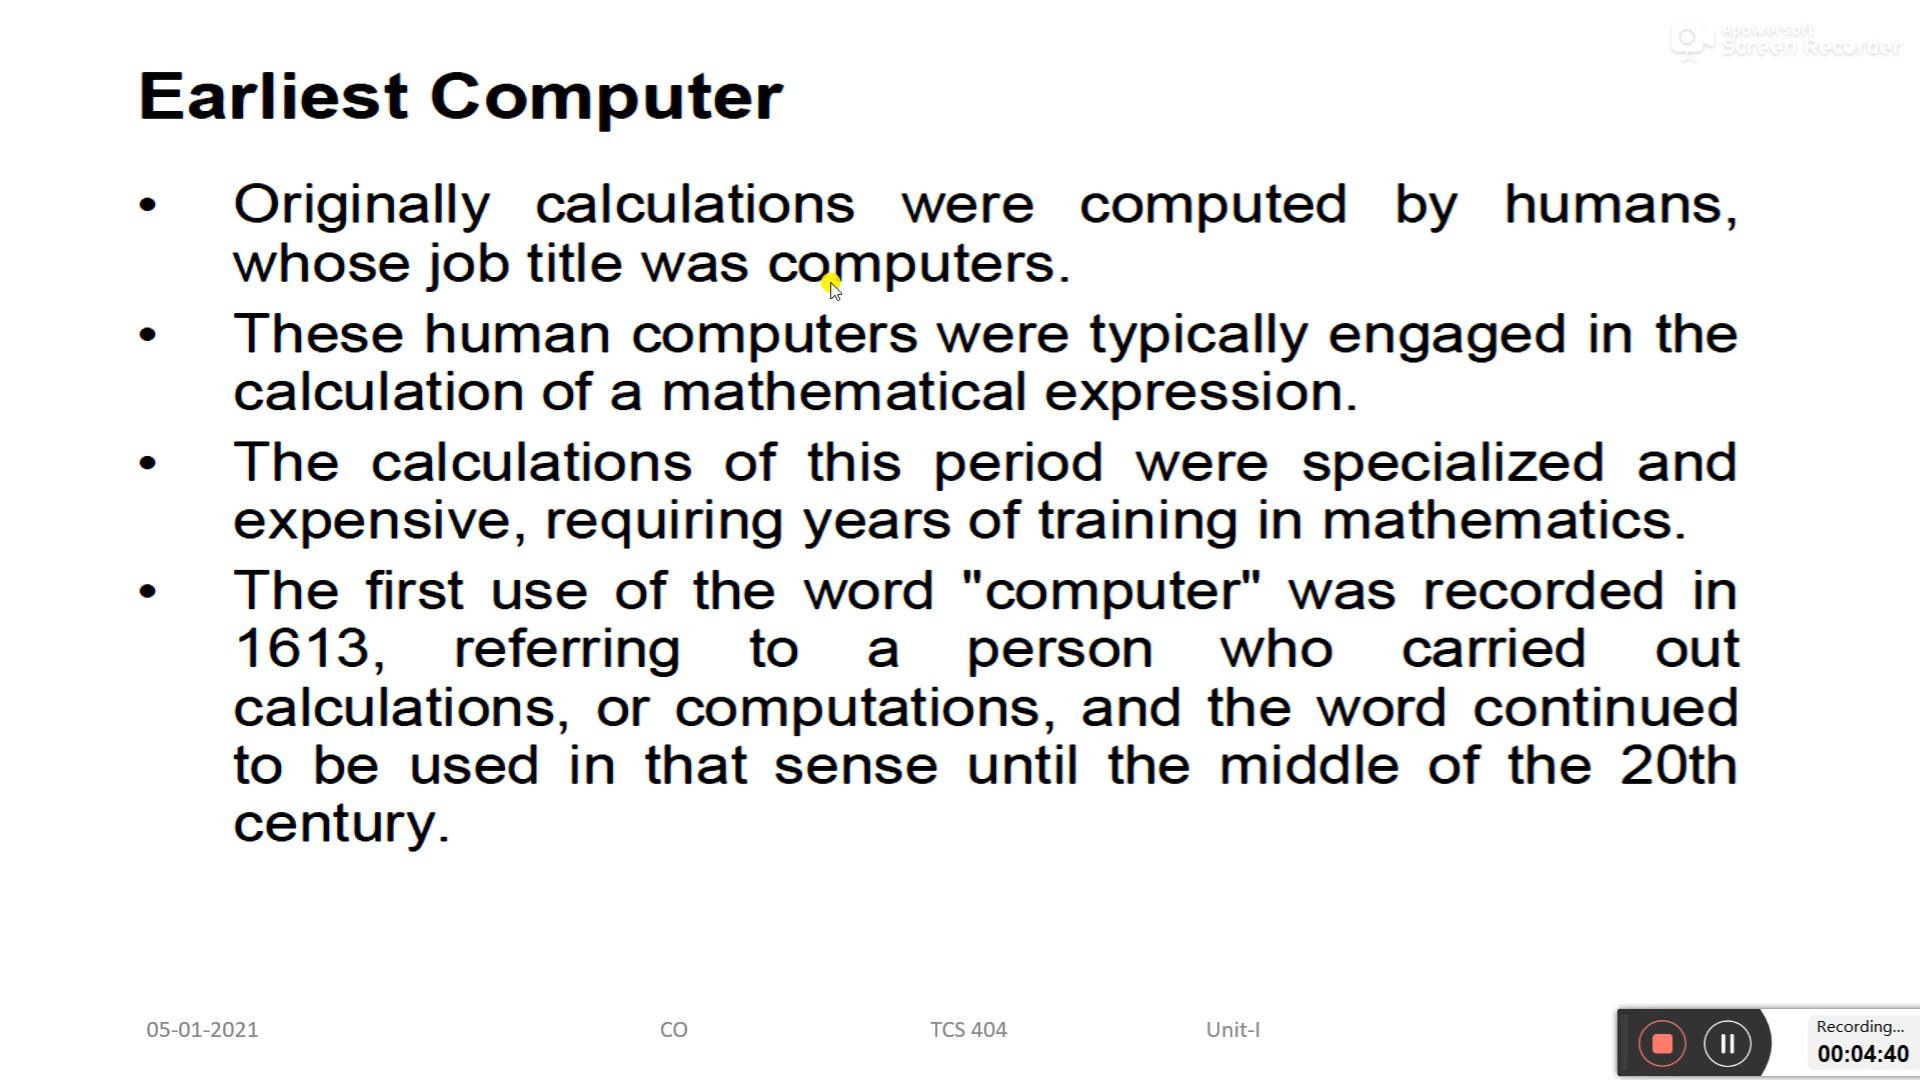 Apowersoft
Screen Recorder
Earliest Computer
• Originally calculations were computed by humans,
whose job title was computers.
• These human computers were typically engaged in the
calculation of a mathematical expression.
• The calculations of this period were specialized and
expensive, requiring years of training in mathematics.
• The first use of the word "computer" was recorded in
1613, referring to a person who carried out
calculations, or computations, and the word continued
to be used in that sense until the middle of the 20th
century.
05-01-2021 CO TCS 404 Unit-I
Recording...
00:04:40